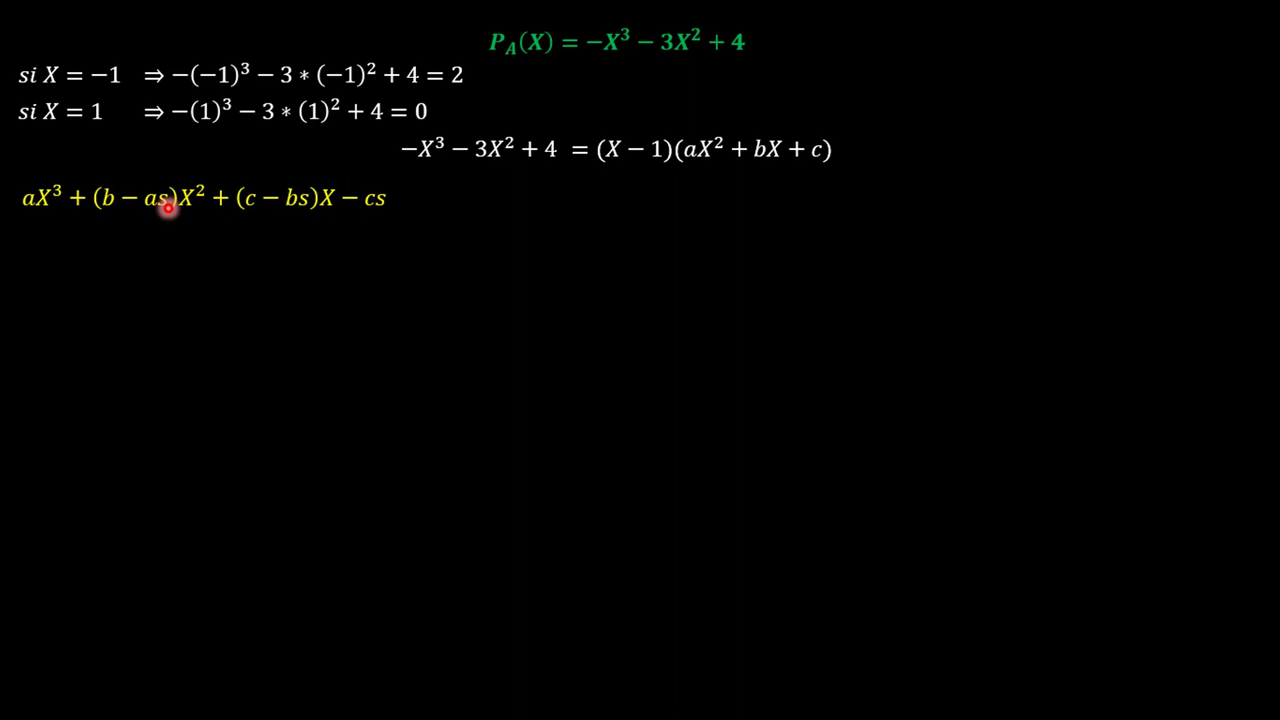 P_A(X) = −X³ − 3X² + 4
si X = −1 ⇒ −(−1)³ − 3 ∗ (−1)² + 4 = 2
si X = 1 ⇒ −(1)³ − 3 ∗ (1)² + 4 = 0
−X³ − 3X² + 4 = (X − 1)(aX² + bX + c)
aX³ + (b − as)X² + (c − bs)X − cs